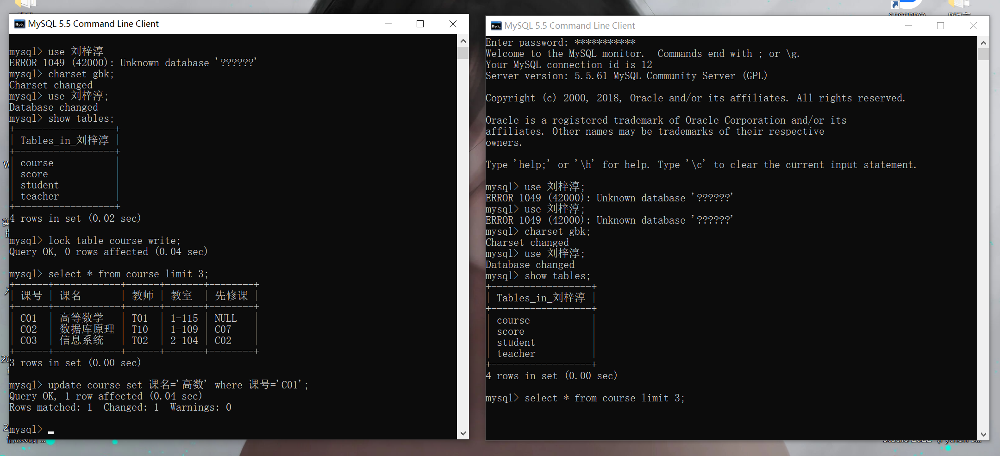 MySQL 5.5 Command Line Client
mysql> use 刘梓淳
ERROR 1049 (42000): Unknown database '??????'
mysql> charset gbk;
Charset changed
mysql> use 刘梓淳;
Database changed
mysql> show tables;
+------------------+
| Tables_in_刘梓淳 |
+------------------+
| course           |
| score            |
| student          |
| teacher          |
+------------------+
4 rows in set (0.02 sec)
mysql> lock table course write;
Query OK, 0 rows affected (0.04 sec)
mysql> select * from course limit 3;
+------+------------+------+-------+--------+
| 课号 | 课名       | 教师 | 教室  | 先修课 |
+------+------------+------+-------+--------+
| C01  | 高等数学   | T01  | 1-115 | NULL   |
| C02  | 数据库原理 | T10  | 1-109 | C07    |
| C03  | 信息系统   | T02  | 2-104 | C02    |
+------+------------+------+-------+--------+
3 rows in set (0.00 sec)
mysql> update course set 课名='高数' where 课号='C01';
Query OK, 1 row affected (0.04 sec)
Rows matched: 1  Changed: 1  Warnings: 0
mysql>
MySQL 5.5 Command Line Client
Enter password: ***********
Welcome to the MySQL monitor.  Commands end with ; or \g.
Your MySQL connection id is 12
Server version: 5.5.61 MySQL Community Server (GPL)
Copyright (c) 2000, 2018, Oracle and/or its affiliates. All rights reserved.
Oracle is a registered trademark of Oracle Corporation and/or its
affiliates. Other names may be trademarks of their respective
owners.
Type 'help;' or '\h' for help. Type '\c' to clear the current input statement.
mysql> use 刘梓淳;
ERROR 1049 (42000): Unknown database '??????'
mysql> use 刘梓淳;
ERROR 1049 (42000): Unknown database '??????'
mysql> charset gbk;
Charset changed
mysql> use 刘梓淳;
Database changed
mysql> show tables;
+------------------+
| Tables_in_刘梓淳 |
+------------------+
| course           |
| score            |
| student          |
| teacher          |
+------------------+
4 rows in set (0.00 sec)
mysql> select * from course limit 3;